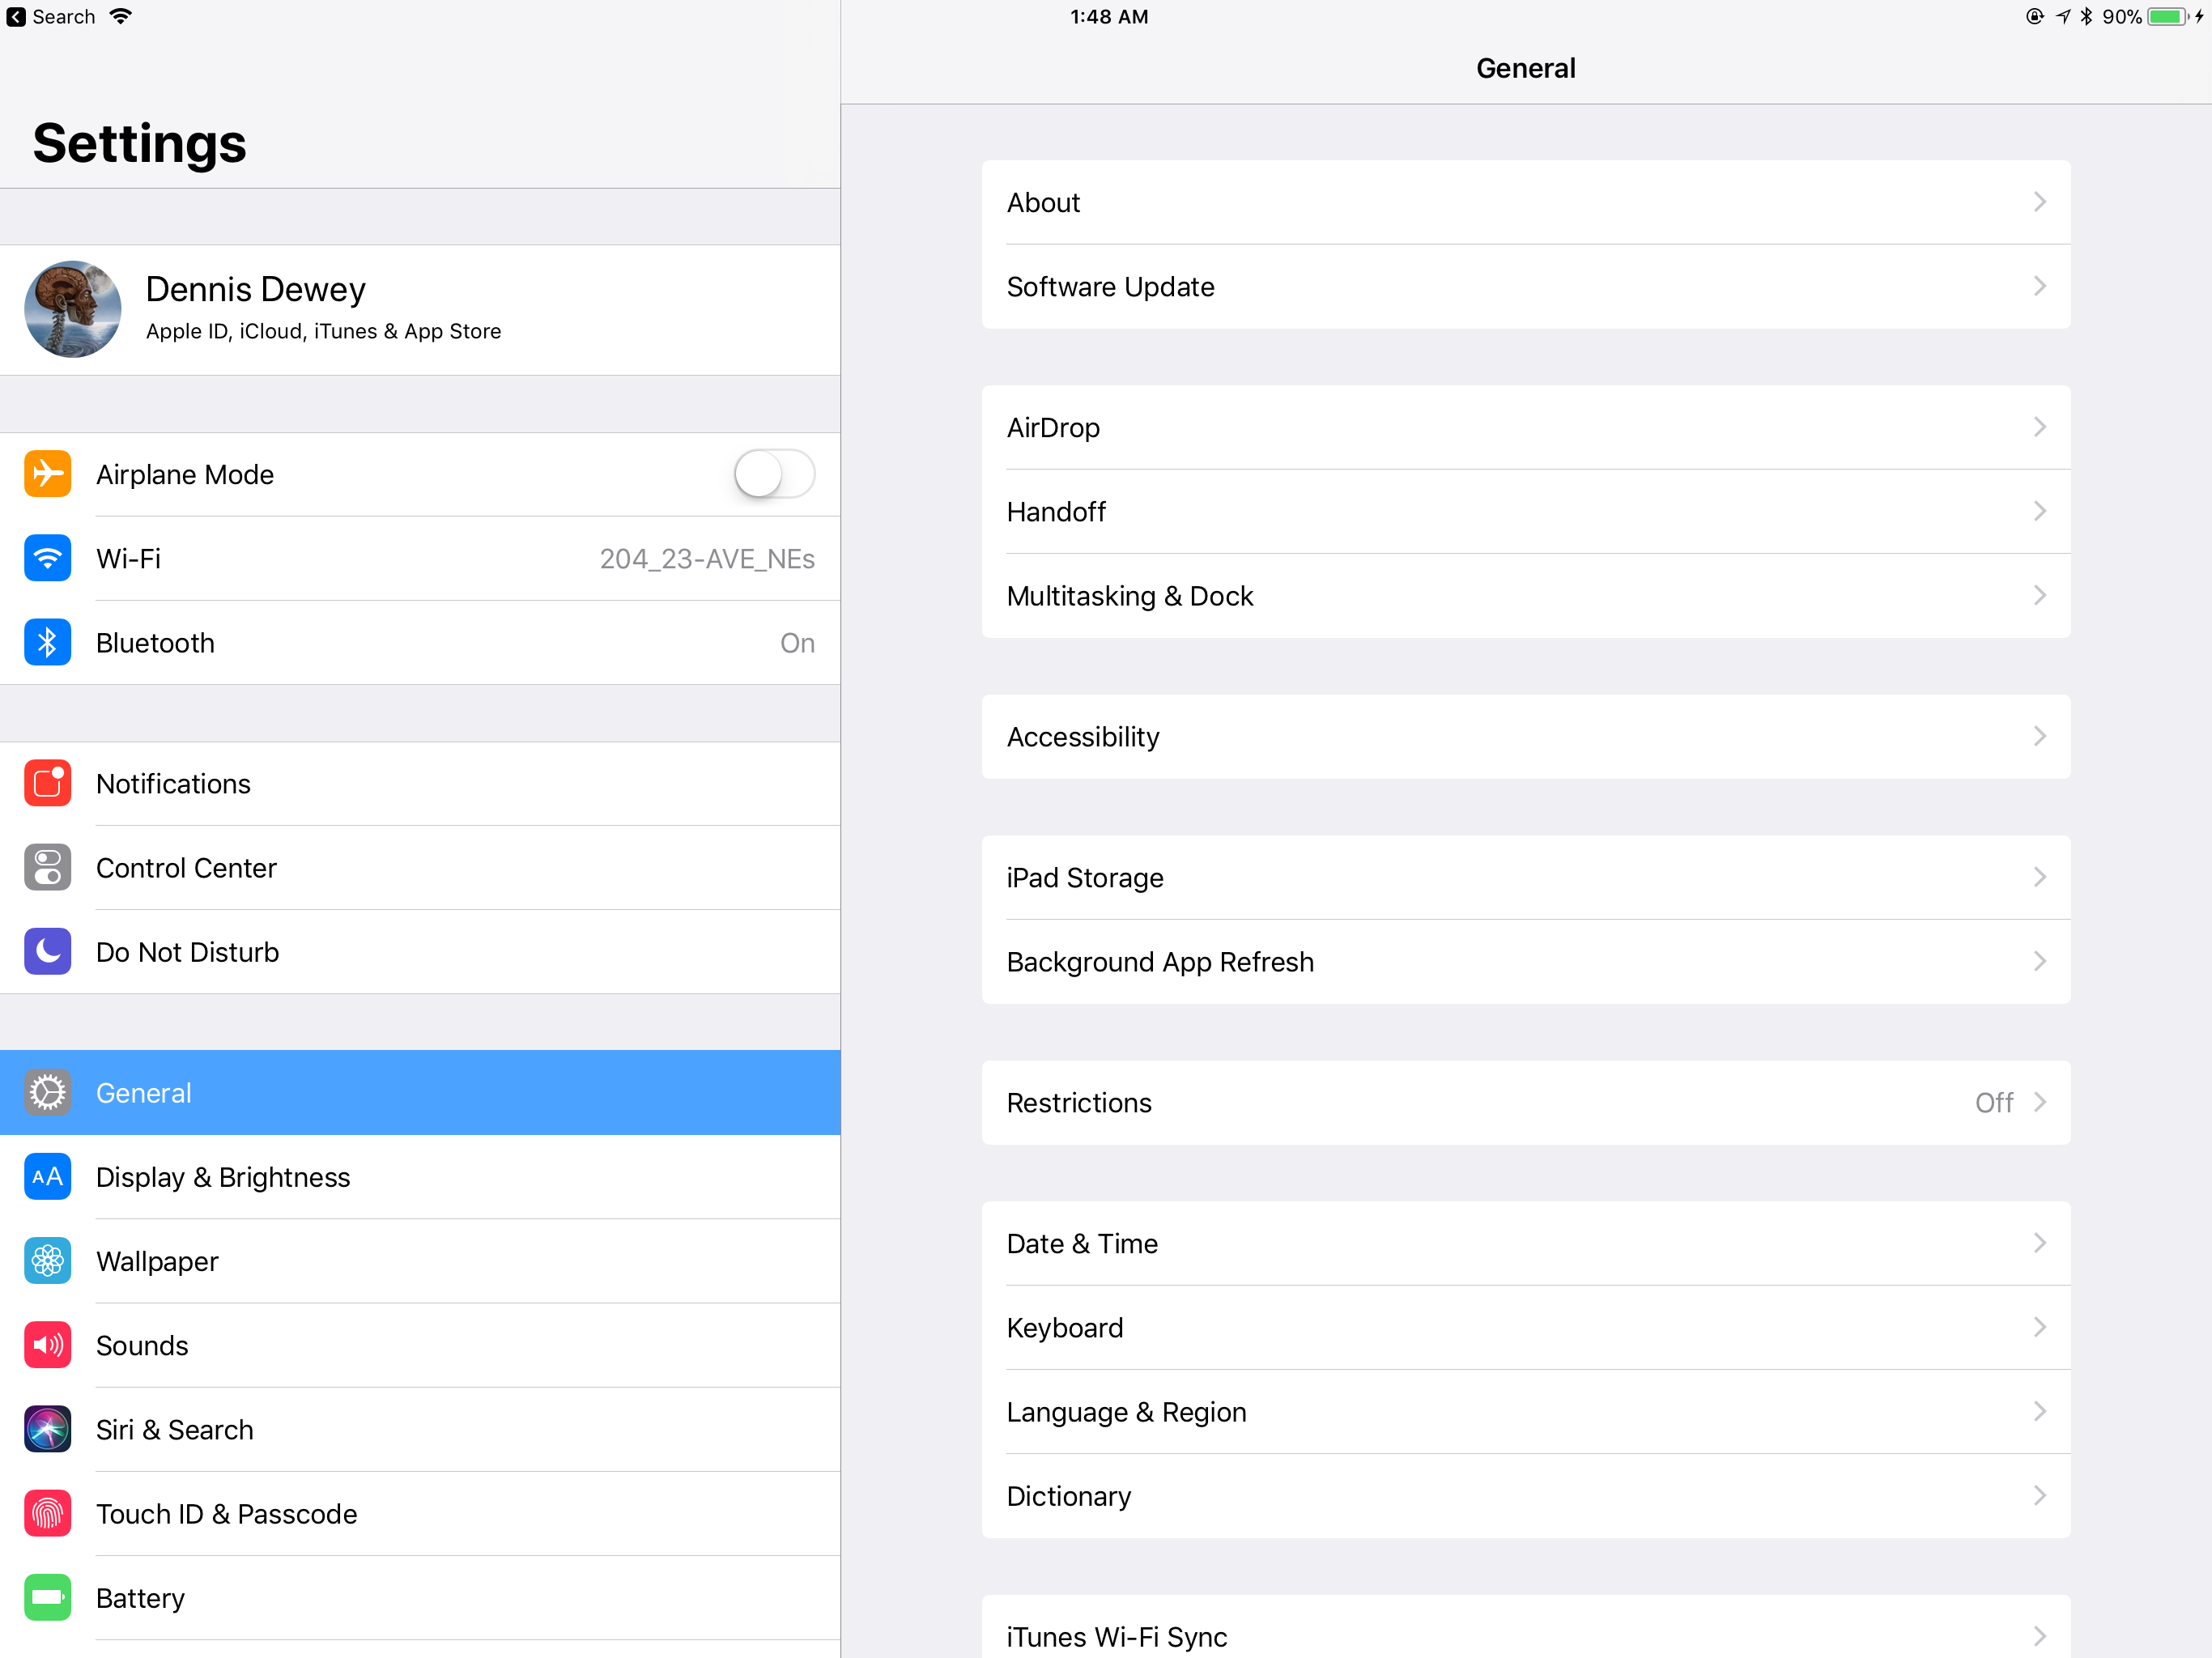 Search
1:48 AM
90%
Settings
Dennis Dewey
Apple ID, iCloud, iTunes & App Store
Airplane Mode
Wi-Fi 204_23-AVE_NEs
Bluetooth On
Notifications
Control Center
Do Not Disturb
General
AA Display & Brightness
Wallpaper
Sounds
Siri & Search
Touch ID & Passcode
Battery
General
About
Software Update
AirDrop
Handoff
Multitasking & Dock
Accessibility
iPad Storage
Background App Refresh
Restrictions Off
Date & Time
Keyboard
Language & Region
Dictionary
iTunes Wi-Fi Sync